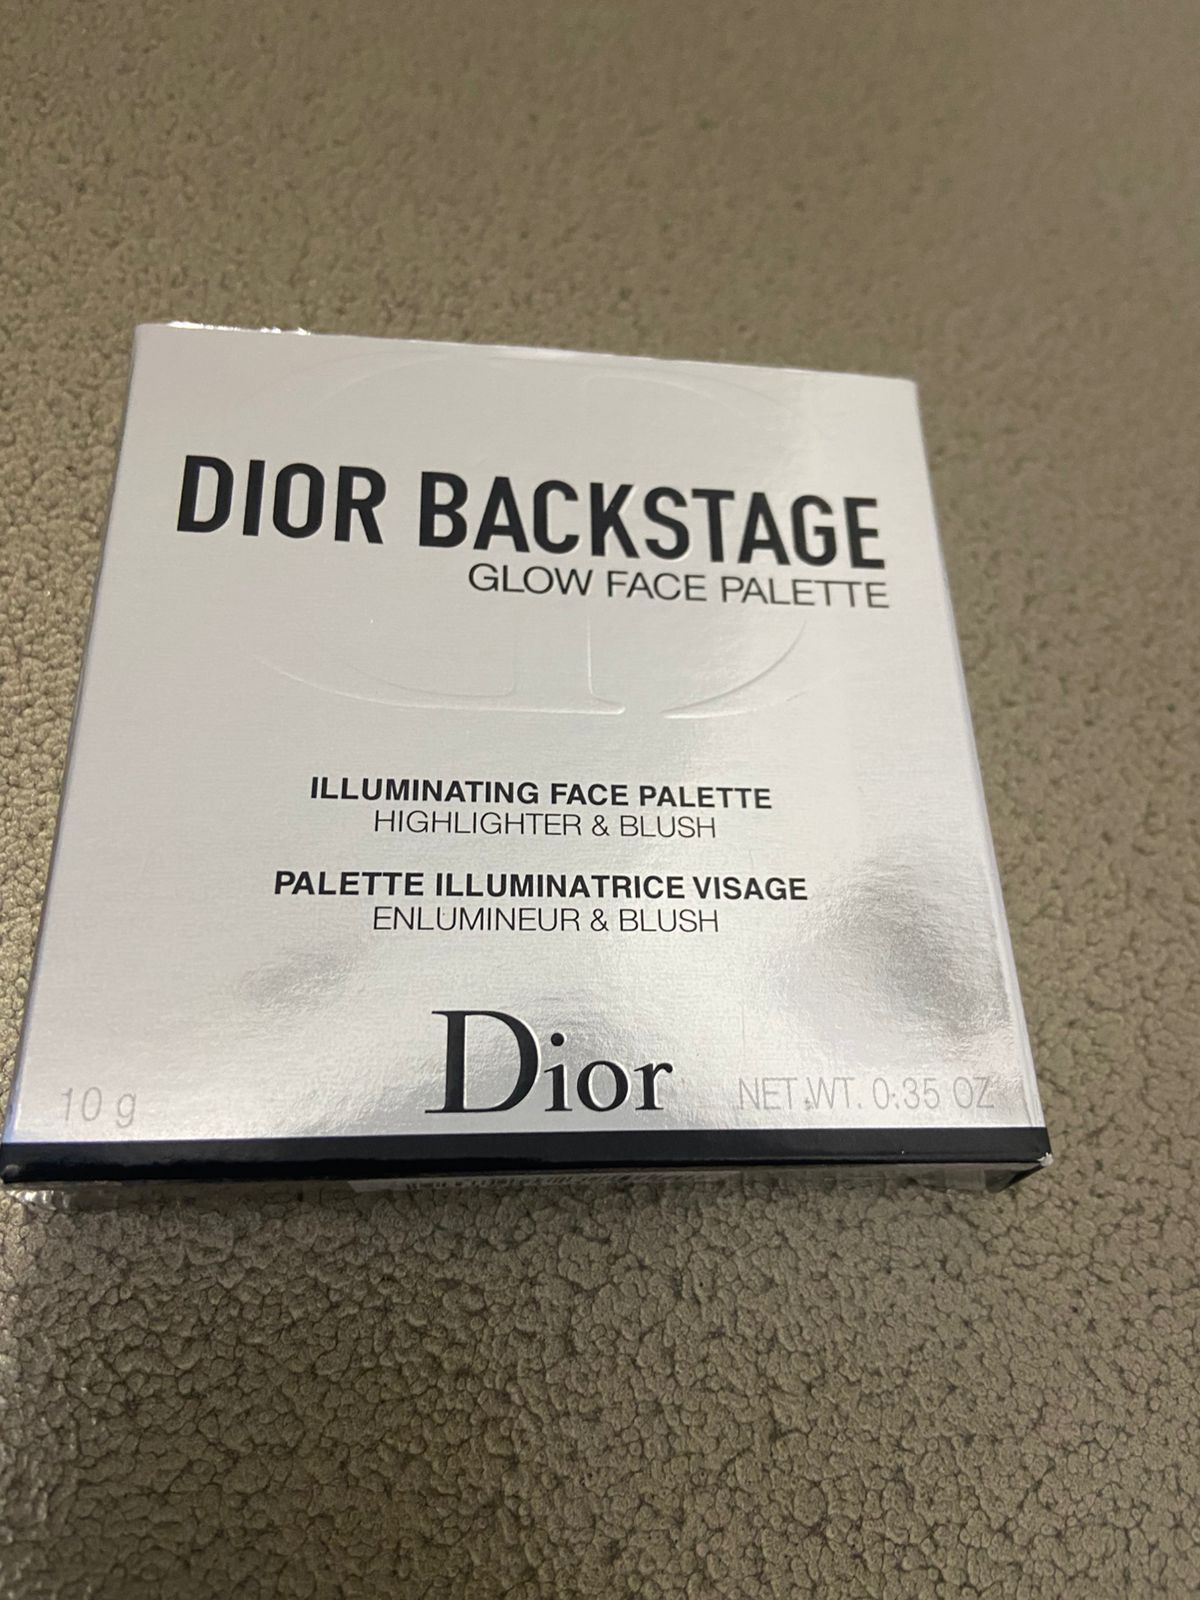 DIOR BACKSTAGE
GLOW FACE PALETTE
ILLUMINATING FACE PALETTE
HIGHLIGHTER & BLUSH
PALETTE ILLUMINATRICE VISAGE
ENLUMINEUR & BLUSH
Dior
10 g
NET.WT. 0.35 OZ